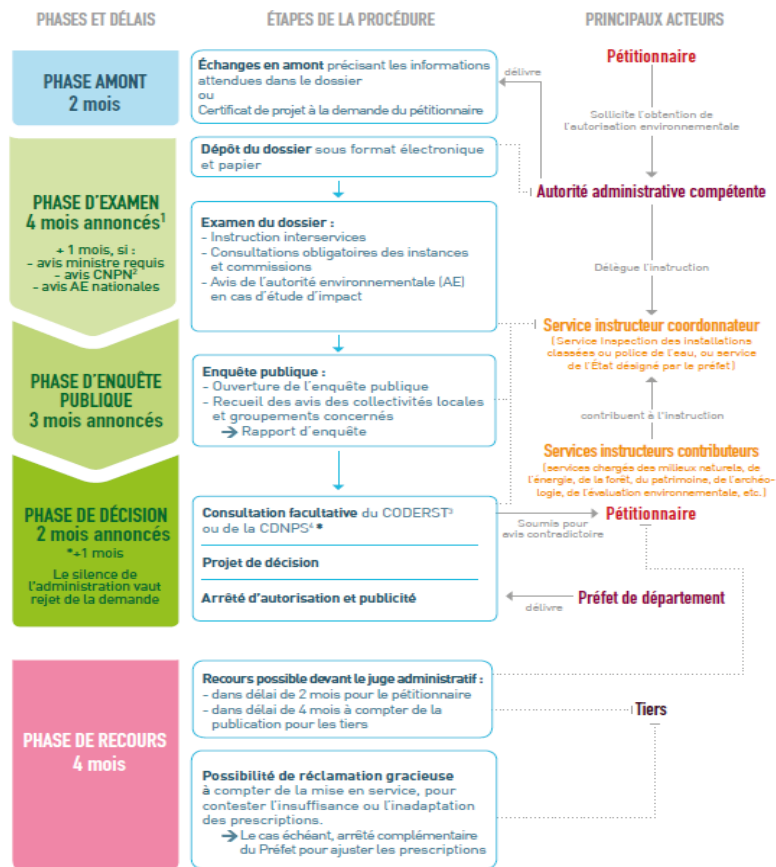 PHASES ET DÉLAIS
ÉTAPES DE LA PROCÉDURE
PRINCIPAUX ACTEURS
PHASE AMONT
2 mois
Échanges en amont précisant les informations
attendues dans le dossier
ou
Certificat de projet à la demande du pétitionnaire
délivre
Pétitionnaire
Sollicite l'obtention de
l'autorisation environnementale
Dépôt du dossier sous format électronique
et papier
Autorité administrative compétente
PHASE D'EXAMEN
4 mois annoncés¹
+ 1 mois, si :
- avis ministre requis
- avis CNPN²
- avis AE nationales
Examen du dossier :
- Instruction interservices
- Consultations obligatoires des instances
et commissions
- Avis de l'autorité environnementale (AE)
en cas d'étude d'impact
Délègue l'instruction
Service instructeur coordonnateur
(Service Inspection des installations
classées ou police de l'eau, ou service
de l'État désigné par le préfet)
PHASE D'ENQUÊTE
PUBLIQUE
3 mois annoncés
Enquête publique :
- Ouverture de l'enquête publique
- Recueil des avis des collectivités locales
et groupements concernés
→ Rapport d'enquête
contribuent à l'instruction
Services instructeurs contributeurs
(services chargés des milieux naturels, de
l'énergie, de la forêt, du patrimoine, de l'archéo-
logie, de l'évaluation environnementale, etc.)
PHASE DE DÉCISION
2 mois annoncés
*+1 mois
Le silence de
l'administration vaut
rejet de la demande
Consultation facultative du CODERST³
ou de la CDNPS⁴ *
Projet de décision
Arrêté d'autorisation et publicité
Soumis pour
avis contradictoire
Pétitionnaire
délivre
Préfet de département
PHASE DE RECOURS
4 mois
Recours possible devant le juge administratif :
- dans délai de 2 mois pour le pétitionnaire
- dans délai de 4 mois à compter de la
publication pour les tiers
Tiers
Possibilité de réclamation gracieuse
à compter de la mise en service, pour
contester l'insuffisance ou l'inadaptation
des prescriptions.
→ Le cas échéant, arrêté complémentaire
du Préfet pour ajuster les prescriptions